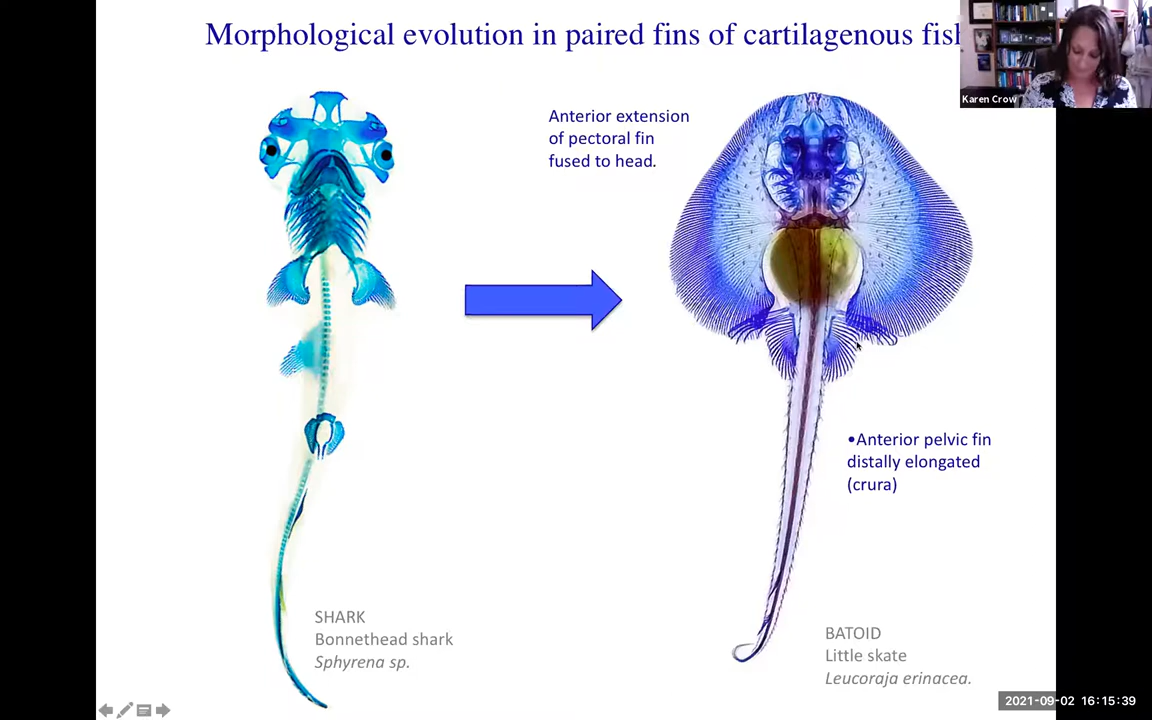 Morphological evolution in paired fins of cartilagenous fish
Karen Crow
Anterior extension
of pectoral fin
fused to head.
•Anterior pelvic fin
distally elongated
(crura)
SHARK
Bonnethead shark
Sphyrena sp.
BATOID
Little skate
Leucoraja erinacea.
2021-09-02 16:15:39